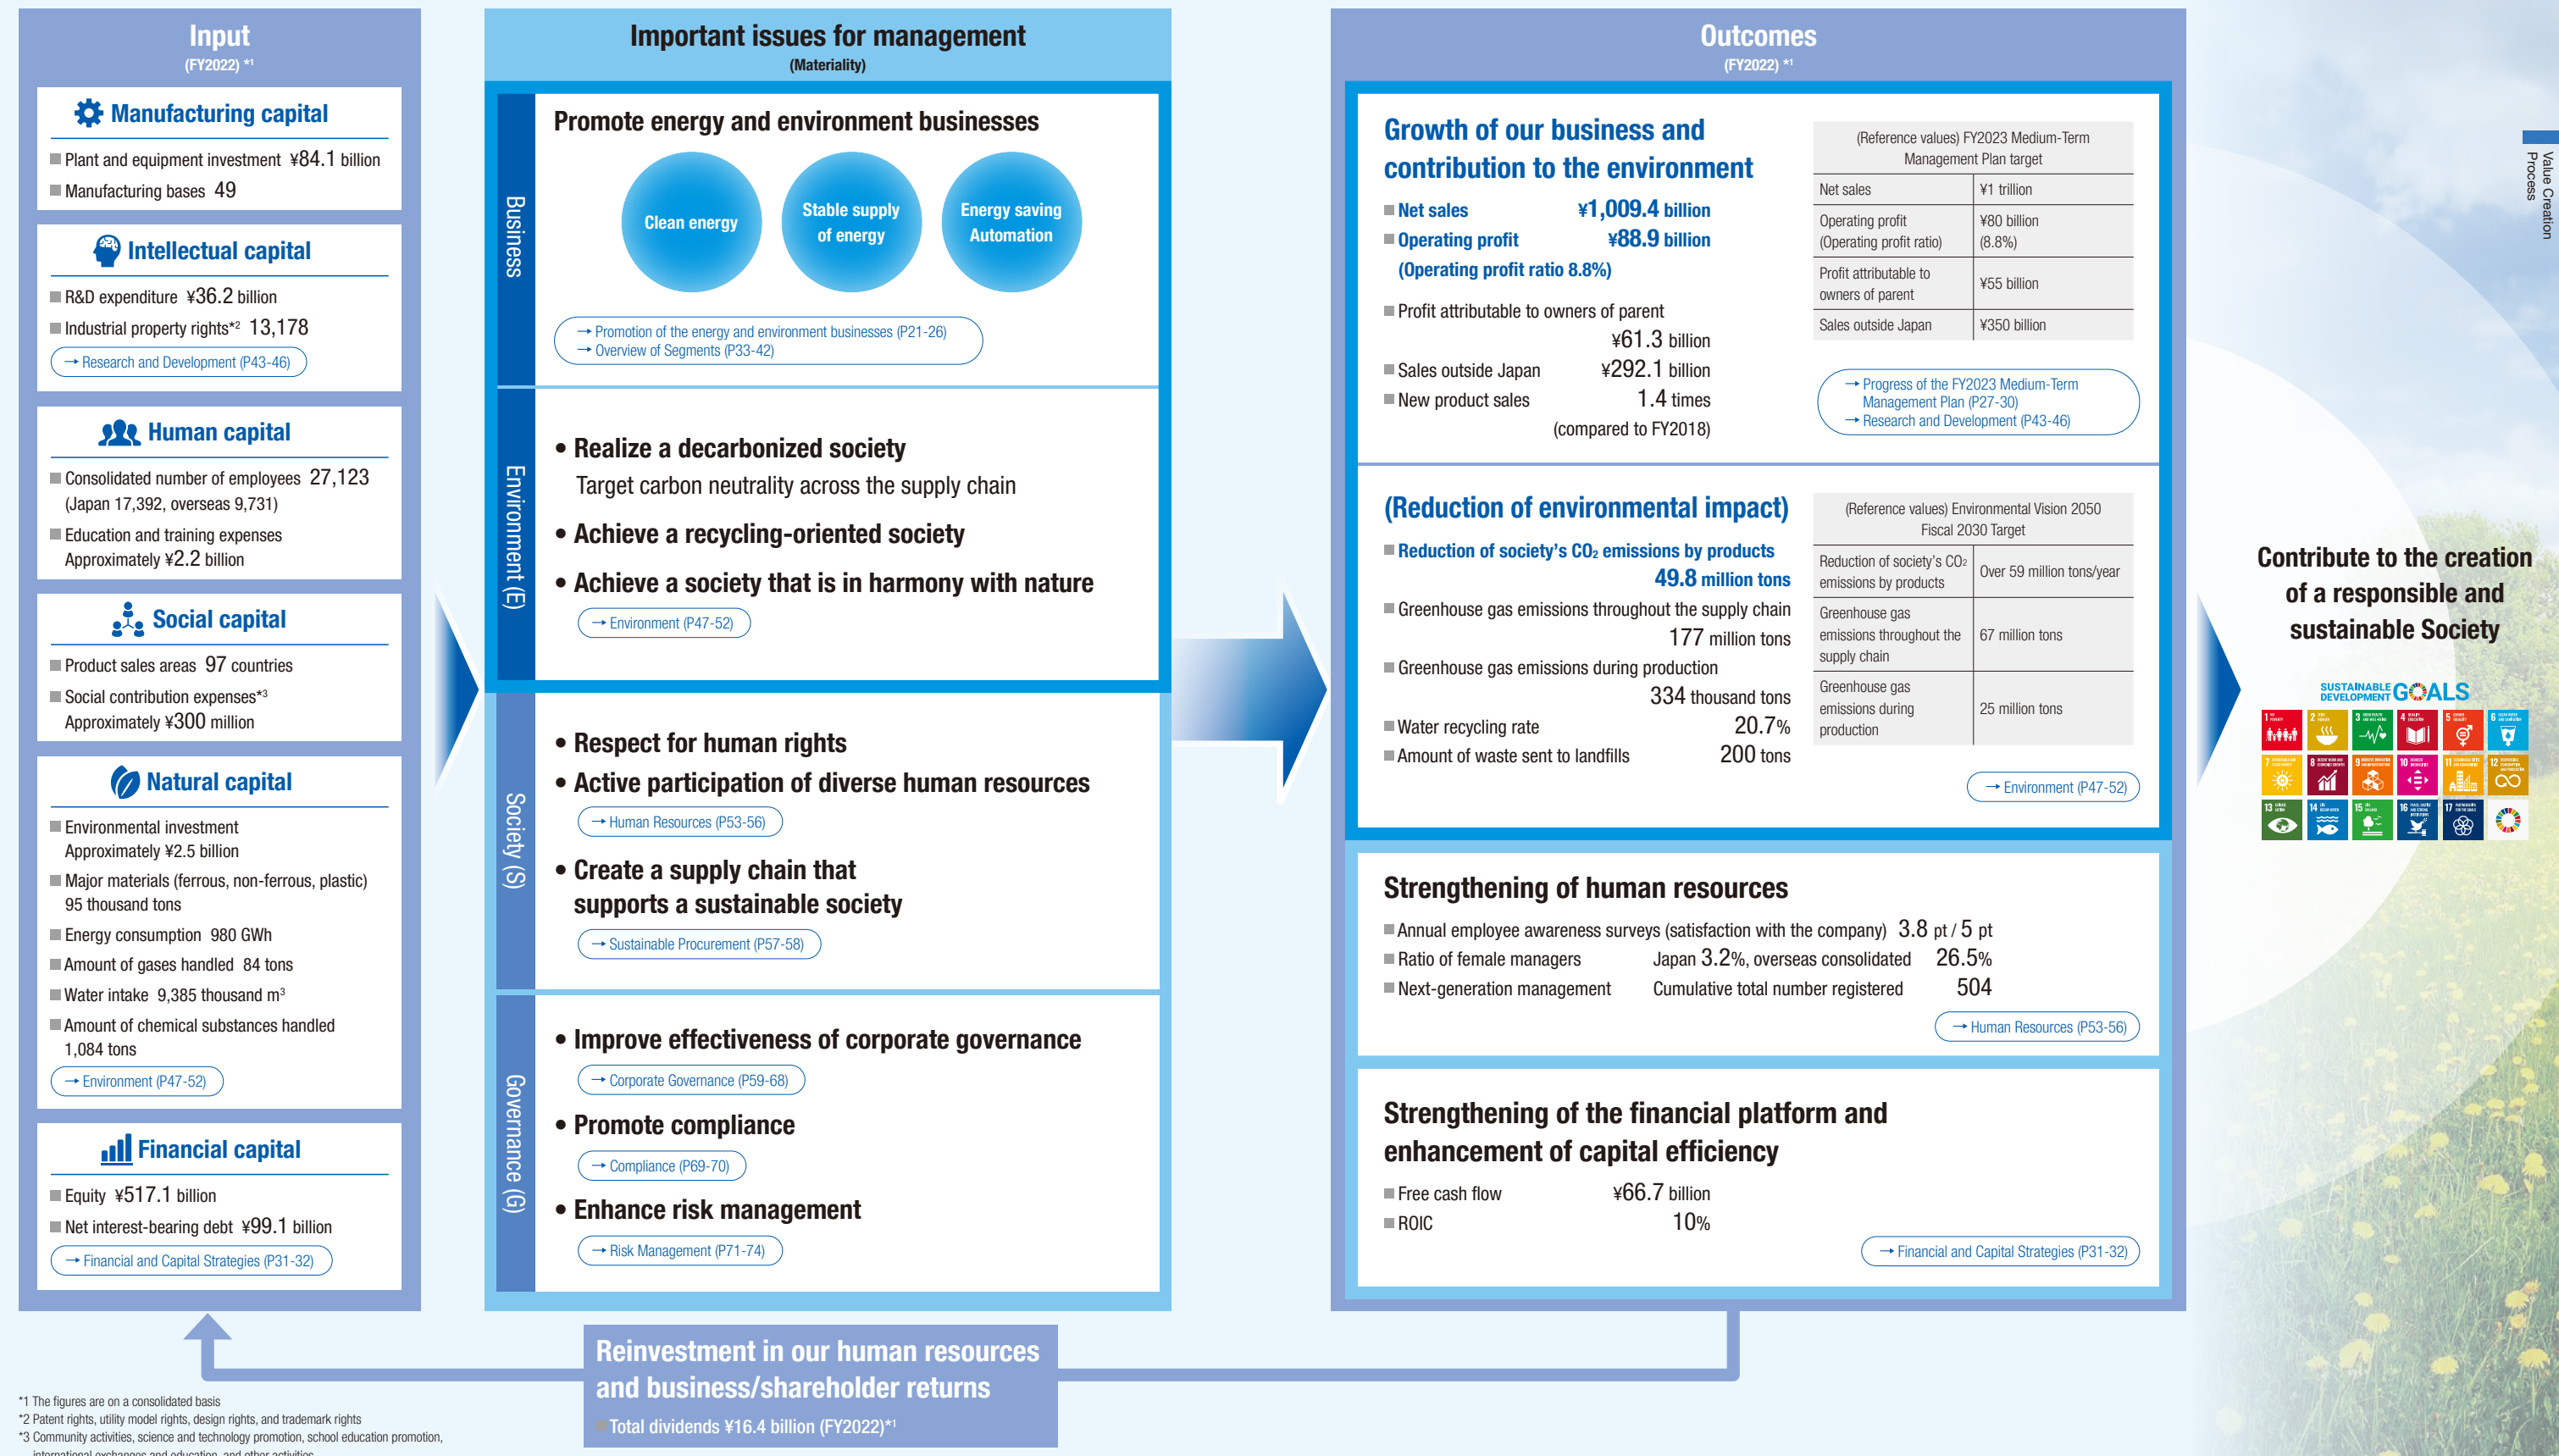 Input
(FY2022) *1
Manufacturing capital
Plant and equipment investment ¥84.1 billion
Manufacturing bases 49
Intellectual capital
R&D expenditure ¥36.2 billion
Industrial property rights*2 13,178
→ Research and Development (P43-46)
Human capital
Consolidated number of employees 27,123
(Japan 17,392, overseas 9,731)
Education and training expenses
Approximately ¥2.2 billion
Social capital
Product sales areas 97 countries
Social contribution expenses*3
Approximately ¥300 million
Natural capital
Environmental investment
Approximately ¥2.5 billion
Major materials (ferrous, non-ferrous, plastic)
95 thousand tons
Energy consumption 980 GWh
Amount of gases handled 84 tons
Water intake 9,385 thousand m3
Amount of chemical substances handled
1,084 tons
→ Environment (P47-52)
Financial capital
Equity ¥517.1 billion
Net interest-bearing debt ¥99.1 billion
→ Financial and Capital Strategies (P31-32)
Important issues for management
(Materiality)
Business
Promote energy and environment businesses
Clean energy
Stable supply
of energy
Energy saving
Automation
→ Promotion of the energy and environment businesses (P21-26)
→ Overview of Segments (P33-42)
Environment (E)
• Realize a decarbonized society
Target carbon neutrality across the supply chain
• Achieve a recycling-oriented society
• Achieve a society that is in harmony with nature
→ Environment (P47-52)
Society (S)
• Respect for human rights
• Active participation of diverse human resources
→ Human Resources (P53-56)
• Create a supply chain that
supports a sustainable society
→ Sustainable Procurement (P57-58)
Governance (G)
• Improve effectiveness of corporate governance
→ Corporate Governance (P59-68)
• Promote compliance
→ Compliance (P69-70)
• Enhance risk management
→ Risk Management (P71-74)
Outcomes
(FY2022) *1
Growth of our business and
contribution to the environment
Net sales ¥1,009.4 billion
Operating profit ¥88.9 billion
(Operating profit ratio 8.8%)
Profit attributable to owners of parent
¥61.3 billion
Sales outside Japan ¥292.1 billion
New product sales 1.4 times
(compared to FY2018)
(Reference values) FY2023 Medium-Term
Management Plan target
Net sales ¥1 trillion
Operating profit ¥80 billion
(Operating profit ratio) (8.8%)
Profit attributable to
owners of parent ¥55 billion
Sales outside Japan ¥350 billion
→ Progress of the FY2023 Medium-Term
Management Plan (P27-30)
→ Research and Development (P43-46)
(Reduction of environmental impact)
Reduction of society's CO2 emissions by products
49.8 million tons
Greenhouse gas emissions throughout the supply chain
177 million tons
Greenhouse gas emissions during production
334 thousand tons
Water recycling rate 20.7%
Amount of waste sent to landfills 200 tons
(Reference values) Environmental Vision 2050
Fiscal 2030 Target
Reduction of society's CO2
emissions by products Over 59 million tons/year
Greenhouse gas
emissions throughout the 67 million tons
supply chain
Greenhouse gas
emissions during 25 million tons
production
→ Environment (P47-52)
Strengthening of human resources
Annual employee awareness surveys (satisfaction with the company) 3.8 pt / 5 pt
Ratio of female managers Japan 3.2%, overseas consolidated 26.5%
Next-generation management Cumulative total number registered 504
→ Human Resources (P53-56)
Strengthening of the financial platform and
enhancement of capital efficiency
Free cash flow ¥66.7 billion
ROIC 10%
→ Financial and Capital Strategies (P31-32)
Value Creation
Process
Contribute to the creation
of a responsible and
sustainable Society
SUSTAINABLE
DEVELOPMENT GOALS
1 2 3 4 5 6
7 8 9 10 11 12
13 14 15 16 17
Reinvestment in our human resources
and business/shareholder returns
Total dividends ¥16.4 billion (FY2022)*1
*1 The figures are on a consolidated basis
*2 Patent rights, utility model rights, design rights, and trademark rights
*3 Community activities, science and technology promotion, school education promotion,
international exchanges and education, and other activities